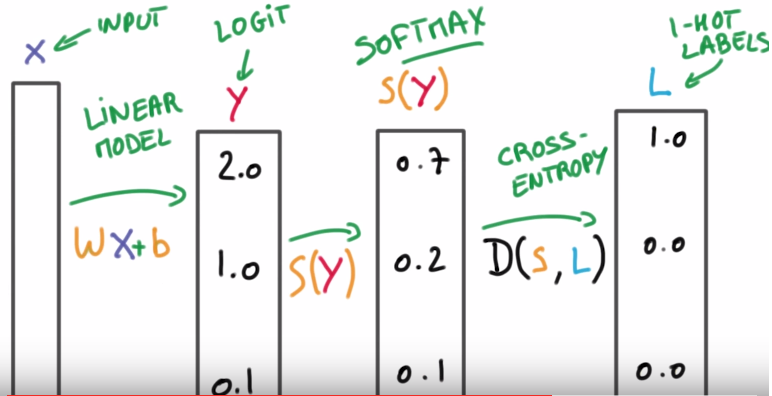 X
INPUT
LINEAR
MODEL
WX+b
LOGIT
Y
2.0
1.0
0.1
S(Y)
SOFTMAX
S(Y)
0.7
0.2
0.1
CROSS-
ENTROPY
D(S,L)
1-HOT
LABELS
L
1.0
0.0
0.0